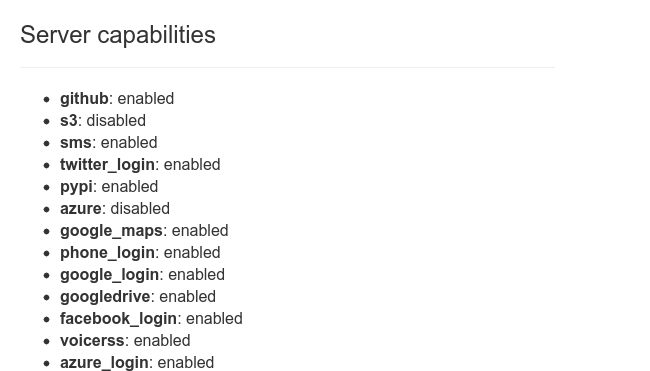 Server capabilities
github: enabled
s3: disabled
sms: enabled
twitter_login: enabled
pypi: enabled
azure: disabled
google_maps: enabled
phone_login: enabled
google_login: enabled
googledrive: enabled
facebook_login: enabled
voicerss: enabled
azure_login: enabled